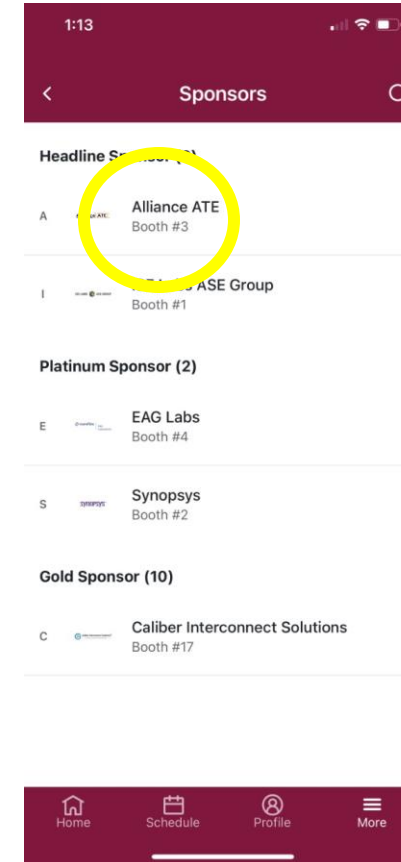 1:13
Sponsors
Headline
A
Alliance ATE
Booth #3
I
ASE Group
Booth #1
Platinum Sponsor (2)
E
EAG Labs
Booth #4
S
SYNOPSYS
Synopsys
Booth #2
Gold Sponsor (10)
C
Caliber Interconnect Solutions
Booth #17
Home
Schedule
Profile
More